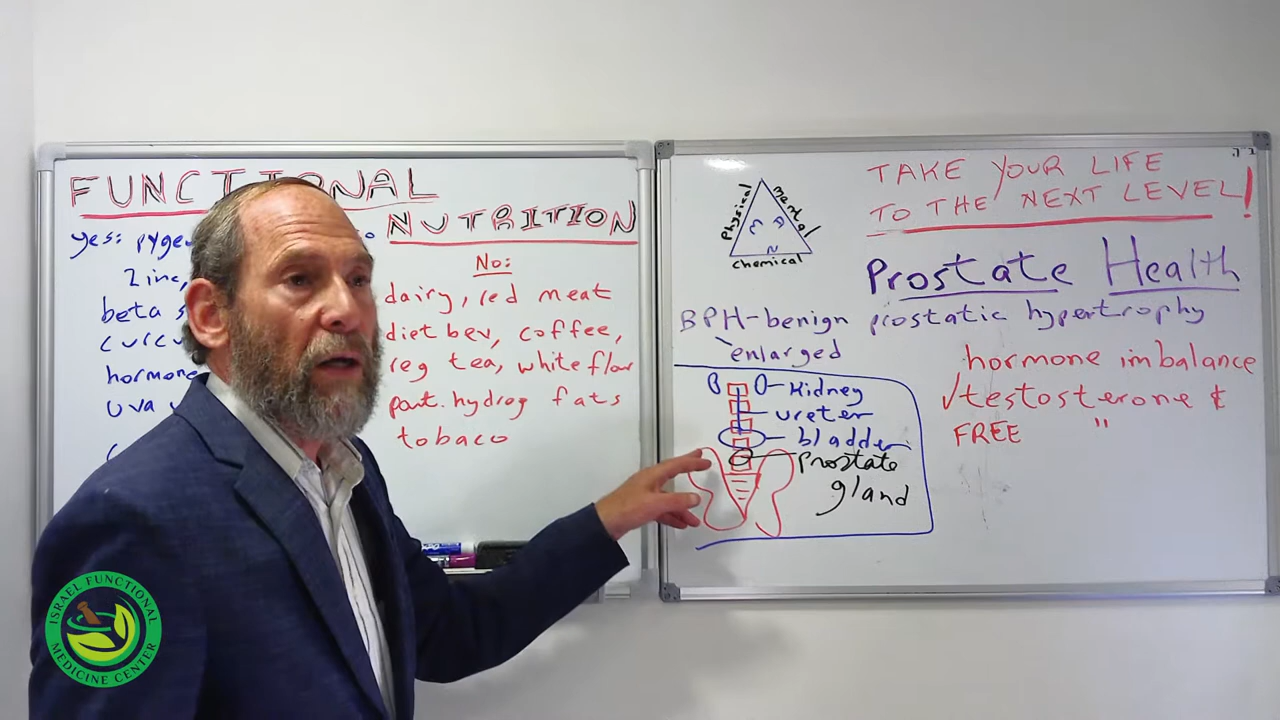 FUNCTIONAL
NUTRITION
yes:
Zinc,
beta
hormone
uva
No:
dairy, red meat
diet bev, coffee,
reg tea, white flour
part. hydrog fats
tobacco
ב״ה
TAKE YOUR LIFE
TO THE NEXT LEVEL!
Physical
mental
chemical
E
R
N
Prostate Health
BPH-benign prostatic hypertrophy
enlarged
hormone imbalance
√testosterone &
FREE "
Kidney
ureter
bladder
prostate
gland
ISRAEL FUNCTIONAL
MEDICINE CENTER